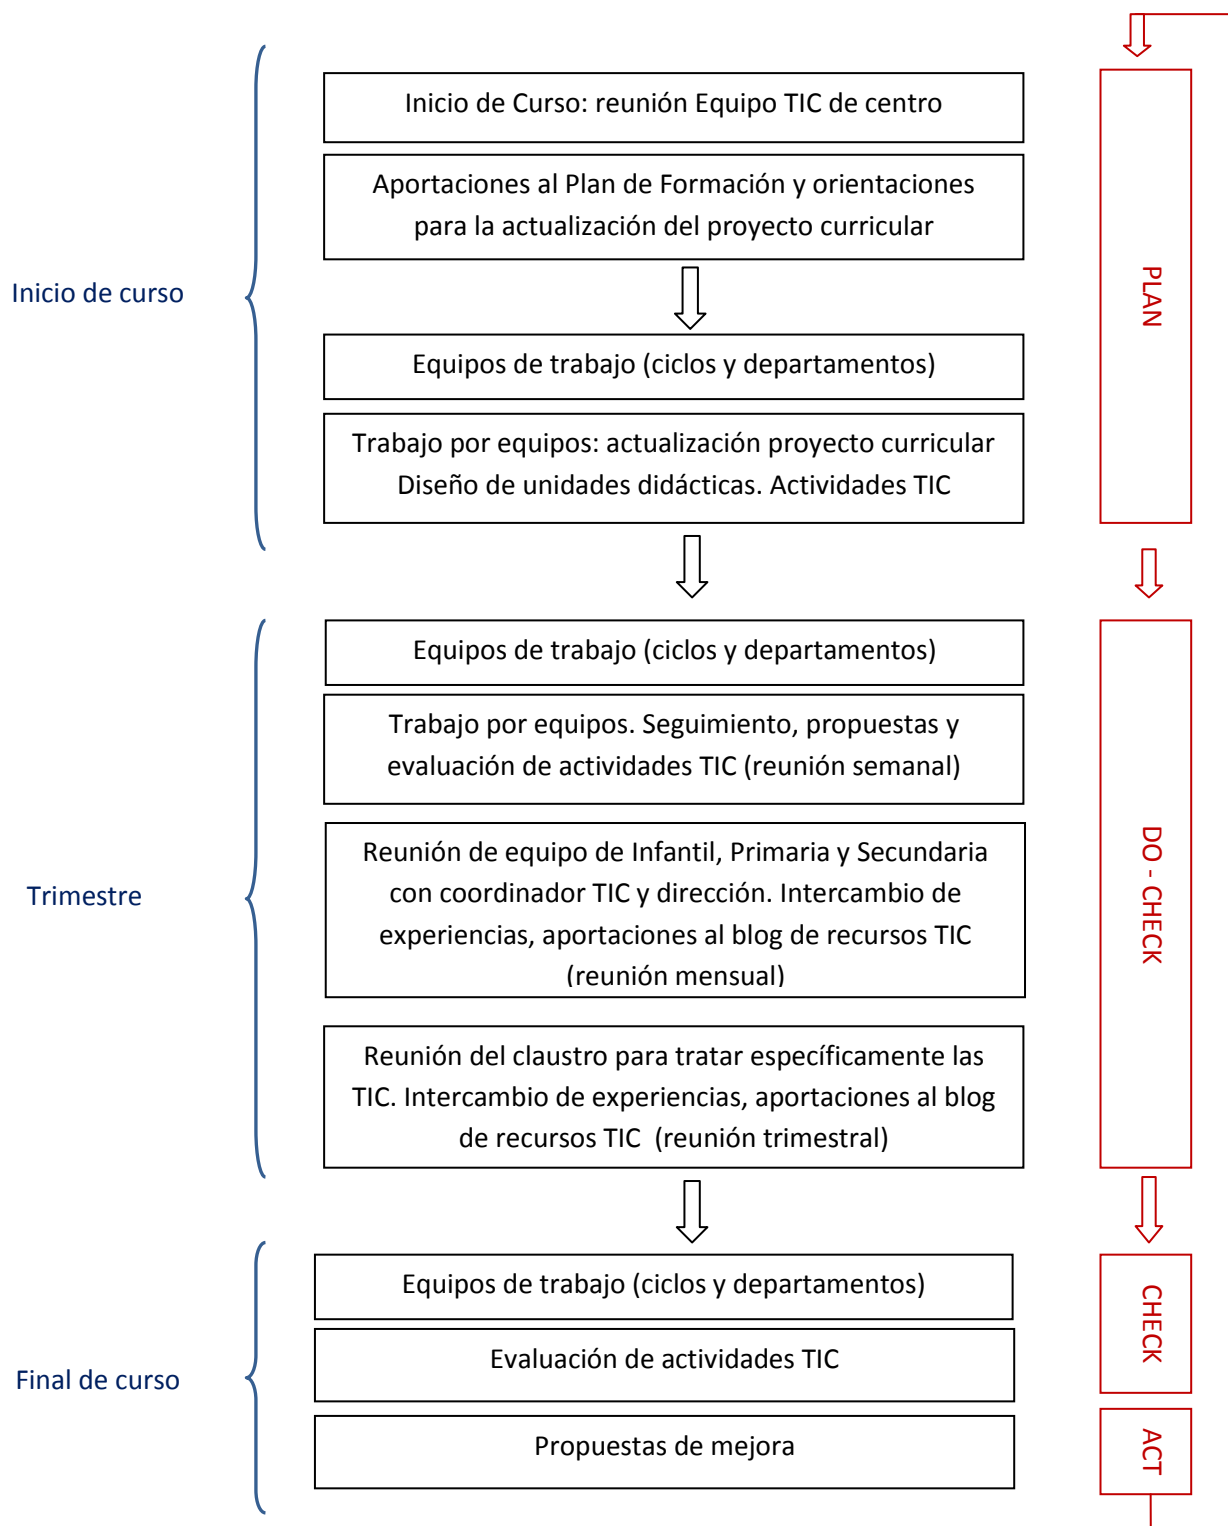 Inicio de Curso: reunión Equipo TIC de centro
Aportaciones al Plan de Formación y orientaciones
para la actualización del proyecto curricular
Inicio de curso
PLAN
Equipos de trabajo (ciclos y departamentos)
Trabajo por equipos: actualización proyecto curricular
Diseño de unidades didácticas. Actividades TIC
Equipos de trabajo (ciclos y departamentos)
Trabajo por equipos. Seguimiento, propuestas y
evaluación de actividades TIC (reunión semanal)
Reunión de equipo de Infantil, Primaria y Secundaria
con coordinador TIC y dirección. Intercambio de
experiencias, aportaciones al blog de recursos TIC
(reunión mensual)
Trimestre
DO - CHECK
Reunión del claustro para tratar específicamente las
TIC. Intercambio de experiencias, aportaciones al blog
de recursos TIC  (reunión trimestral)
Equipos de trabajo (ciclos y departamentos)
Evaluación de actividades TIC
CHECK
Final de curso
Propuestas de mejora
ACT